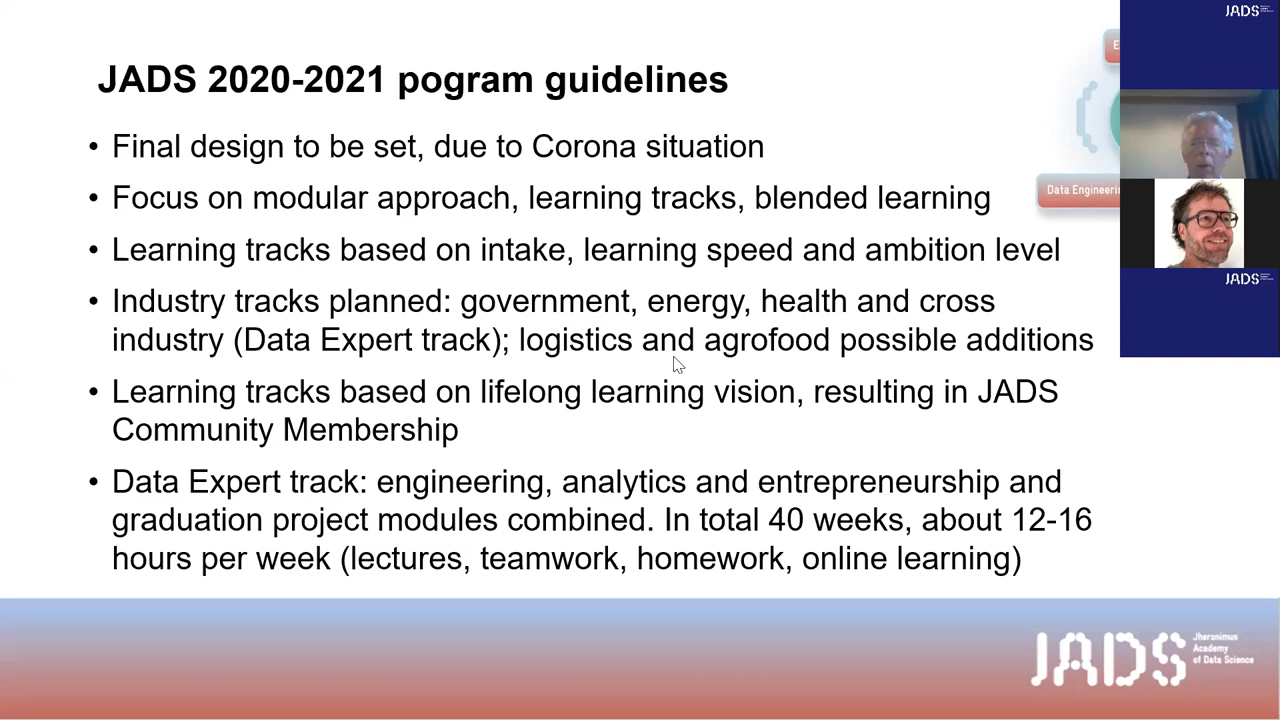 JADS
JADS 2020-2021 pogram guidelines
• Final design to be set, due to Corona situation
• Focus on modular approach, learning tracks, blended learning
Data Engineerin
• Learning tracks based on intake, learning speed and ambition level
JADS
• Industry tracks planned: government, energy, health and cross
industry (Data Expert track); logistics and agrofood possible additions
• Learning tracks based on lifelong learning vision, resulting in JADS
Community Membership
• Data Expert track: engineering, analytics and entrepreneurship and
graduation project modules combined. In total 40 weeks, about 12-16
hours per week (lectures, teamwork, homework, online learning)
JADS
Jheronimus
Academy
of Data Science